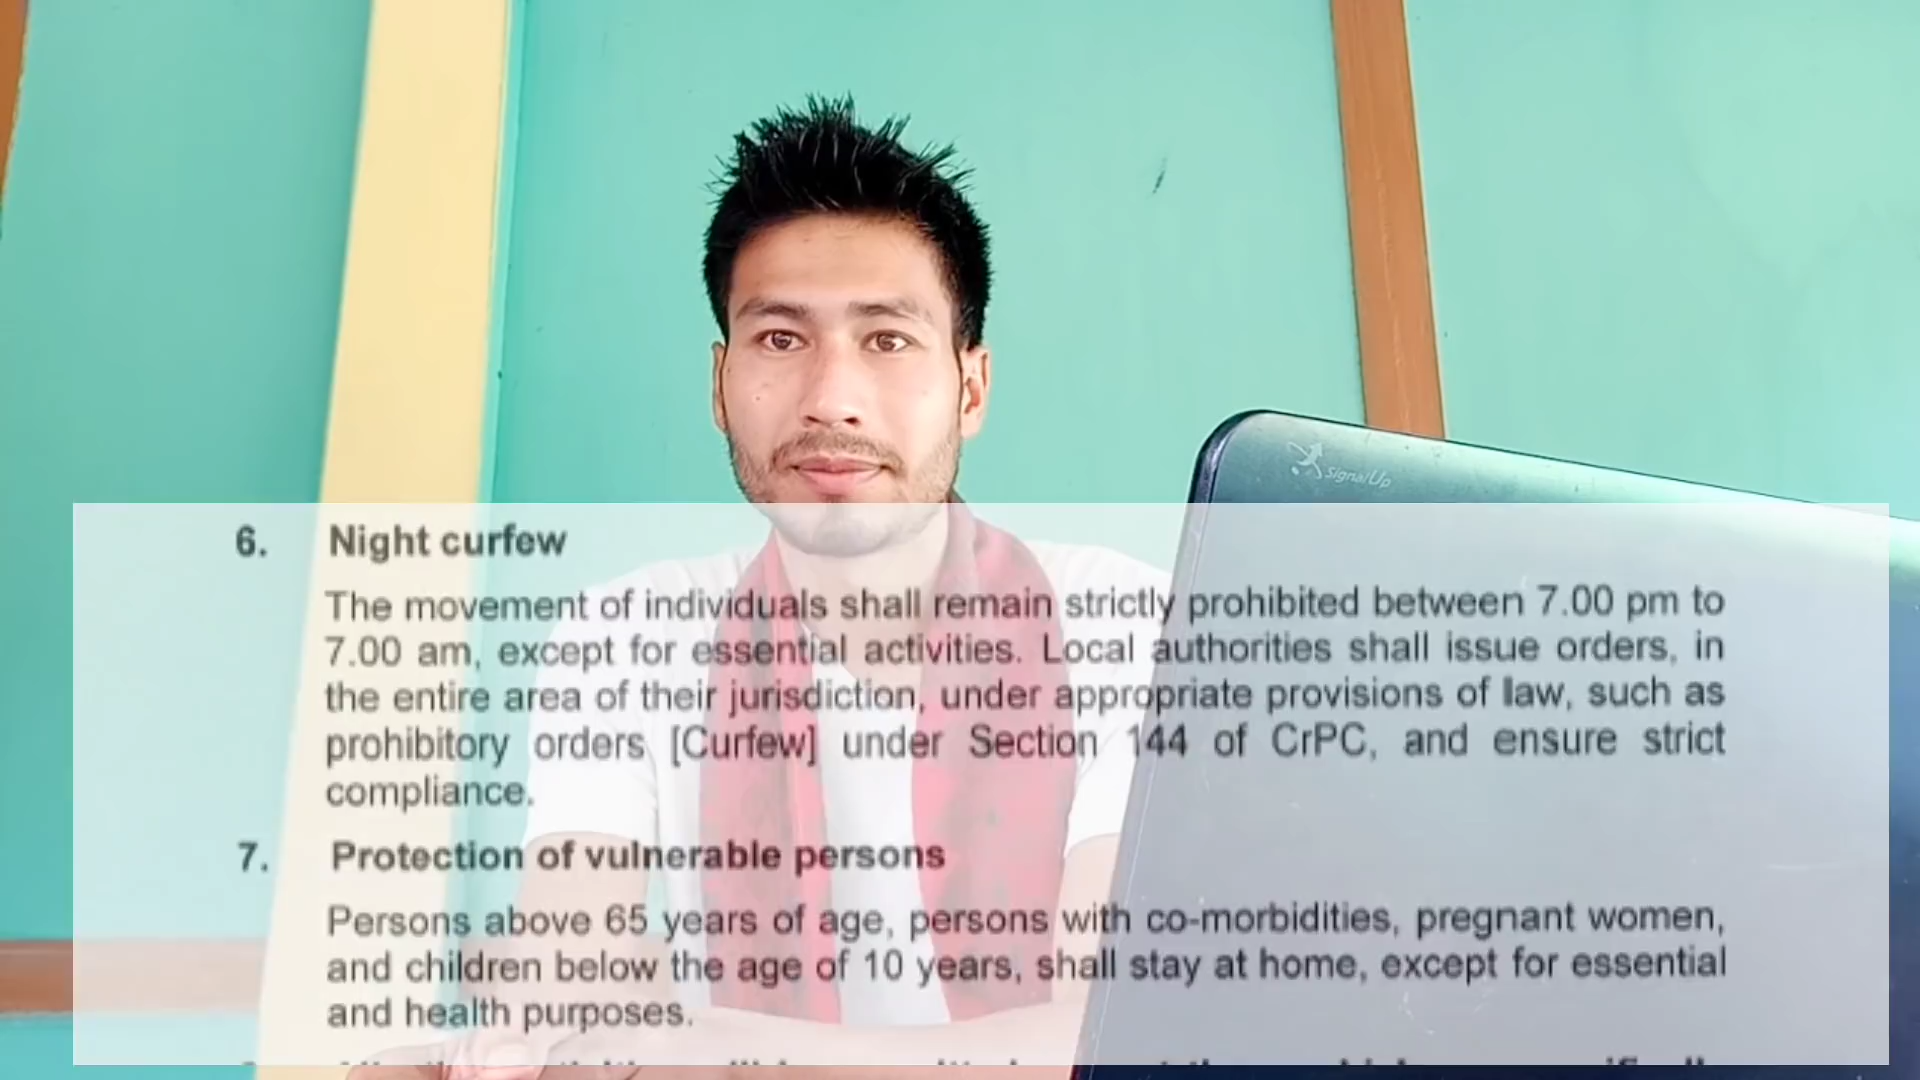 SignalUp
6. Night curfew
The movement of individuals shall remain strictly prohibited between 7.00 pm to
7.00 am, except for essential activities. Local authorities shall issue orders, in
the entire area of their jurisdiction, under appropriate provisions of law, such as
prohibitory orders [Curfew] under Section 144 of CrPC, and ensure strict
compliance.
7. Protection of vulnerable persons
Persons above 65 years of age, persons with co-morbidities, pregnant women,
and children below the age of 10 years, shall stay at home, except for essential
and health purposes.